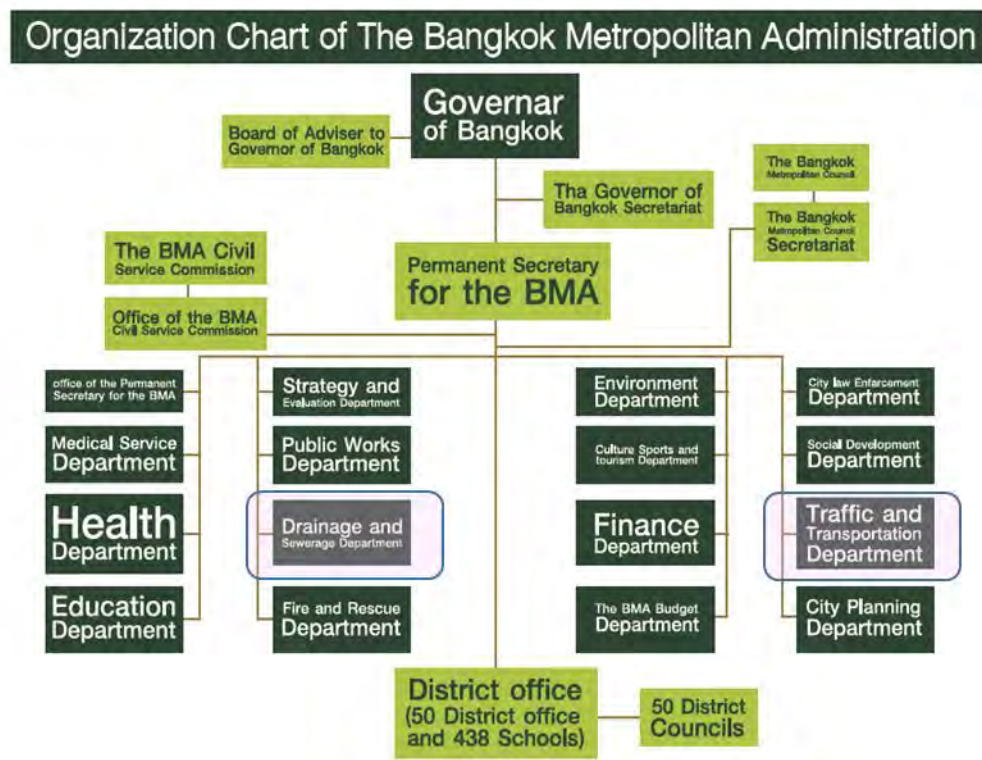 Organization Chart of The Bangkok Metropolitan Administration
Governar
of Bangkok
Board of Adviser to
Governor of Bangkok
Tha Governor of
Bangkok Secretariat
The Bangkok
Metropolitan Council
The Bangkok
Metropolitan Council
Secretariat
The BMA Civil
Service Commission
Office of the BMA
Civil Service Commission
Permanent Secretary
for the BMA
office of the Permanent
Secretary for the BMA
Medical Service
Department
Health
Department
Education
Department
Strategy and
Evaluation Department
Public Works
Department
Drainage and
Sewerage Department
Fire and Rescue
Department
Environment
Department
Culture Sports and
tourism Department
Finance
Department
The BMA Budget
Department
City law Enfarcement
Department
Social Development
Department
Traffic and
Transportation
Department
City Planning
Department
District office
(50 District office
and 438 Schools)
50 District
Councils